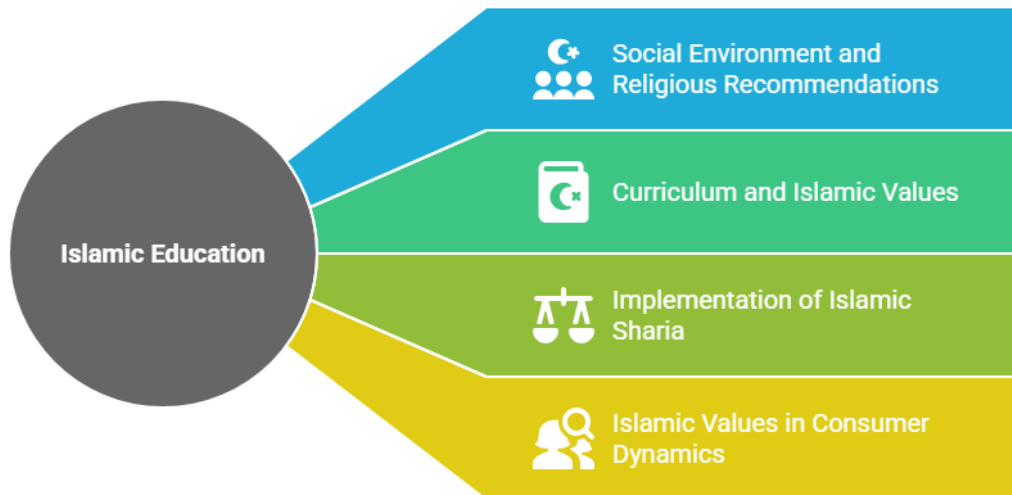 Islamic Education
Social Environment and
Religious Recommendations
Curriculum and Islamic Values
Implementation of Islamic
Sharia
Islamic Values in Consumer
Dynamics